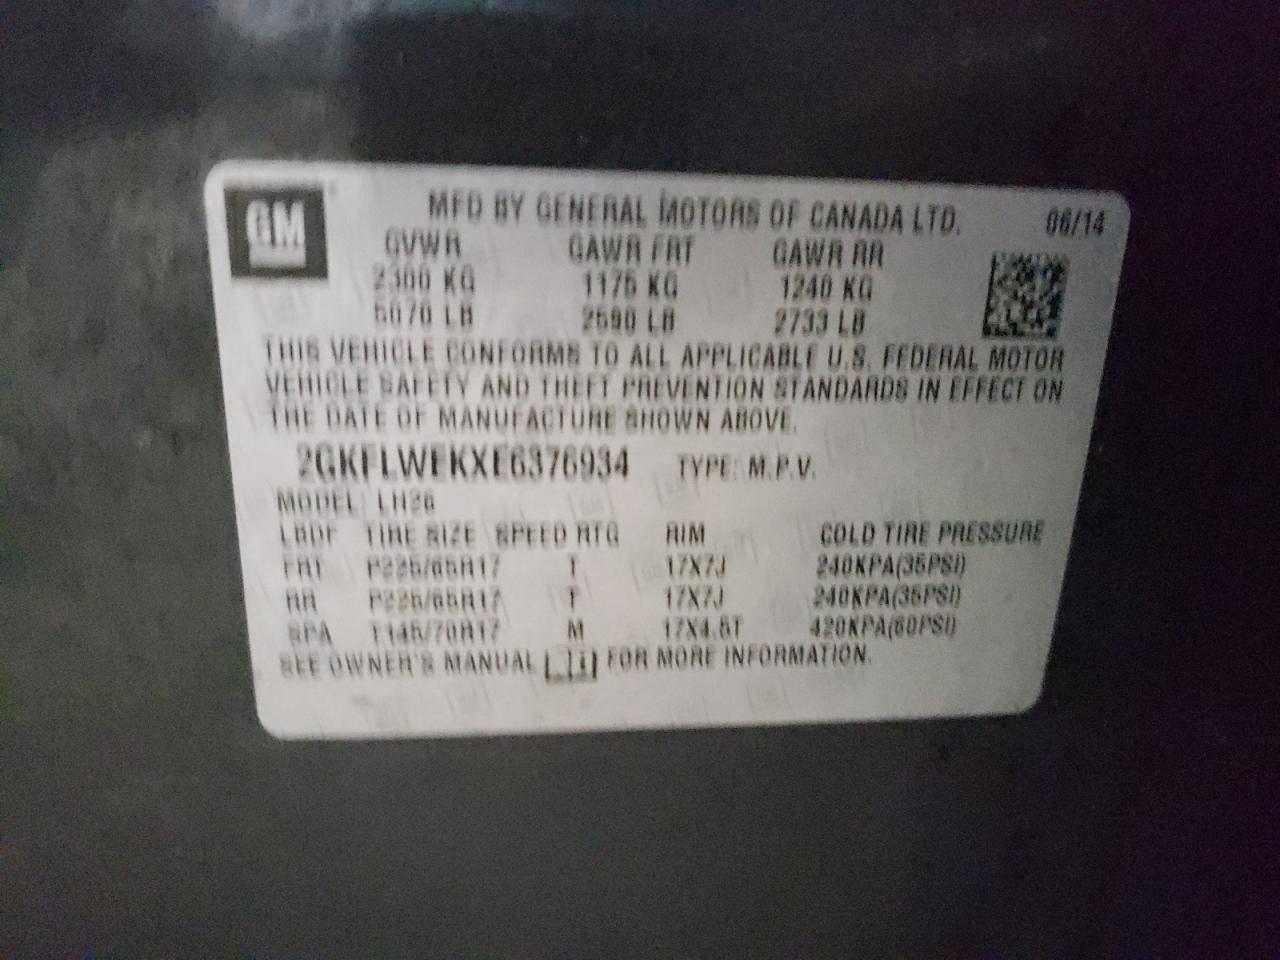 GM
MFD BY GENERAL MOTORS OF CANADA LTD. 06/14
GVWR GAWR FRT GAWR RR
2300 KG 1175 KG 1240 KG
5070 LB 2590 LB 2733 LB
THIS VEHICLE CONFORMS TO ALL APPLICABLE U.S. FEDERAL MOTOR
VEHICLE SAFETY AND THEFT PREVENTION STANDARDS IN EFFECT ON
THE DATE OF MANUFACTURE SHOWN ABOVE.
2GKFLWEKXE6376934 TYPE: M.P.V.
MODEL: LH26
TIRE SIZE SPEED RTG RIM COLD TIRE PRESSURE
FRT P225/65R17 T 17X7J 240KPA(35PSI)
RR P225/65R17 T 17X7J 240KPA(35PSI)
SPA T145/70R17 M 17X4.5T 420KPA(60PSI)
SEE OWNER'S MANUAL FOR MORE INFORMATION.